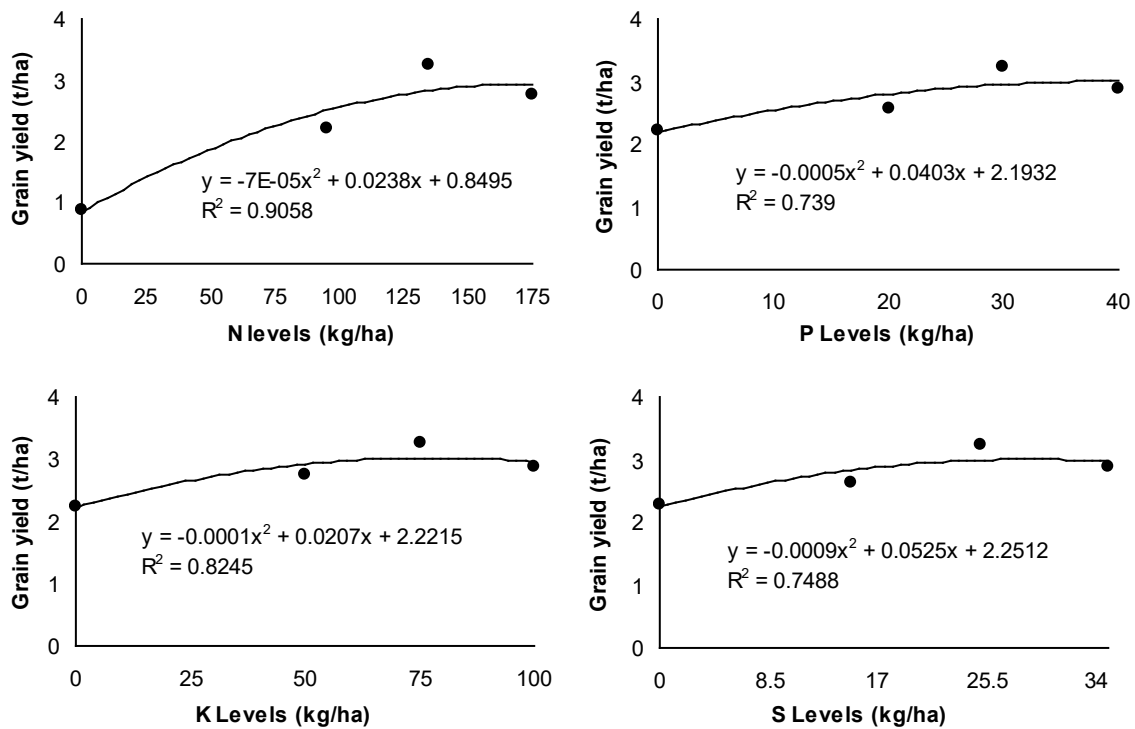 Grain yield (t/ha)
4
3
2
1
0
y = -7E-05x² + 0.0238x + 0.8495
R² = 0.9058
0 25 50 75 100 125 150 175
N levels (kg/ha)
Grain yield (t/ha)
4
3
2
1
0
y = -0.0005x² + 0.0403x + 2.1932
R² = 0.739
0 10 20 30 40
P Levels (kg/ha)
Grain yield (t/ha)
4
3
2
1
0
y = -0.0001x² + 0.0207x + 2.2215
R² = 0.8245
0 25 50 75 100
K Levels (kg/ha)
Grain yield (t/ha)
4
3
2
1
0
y = -0.0009x² + 0.0525x + 2.2512
R² = 0.7488
0 8.5 17 25.5 34
S Levels (kg/ha)